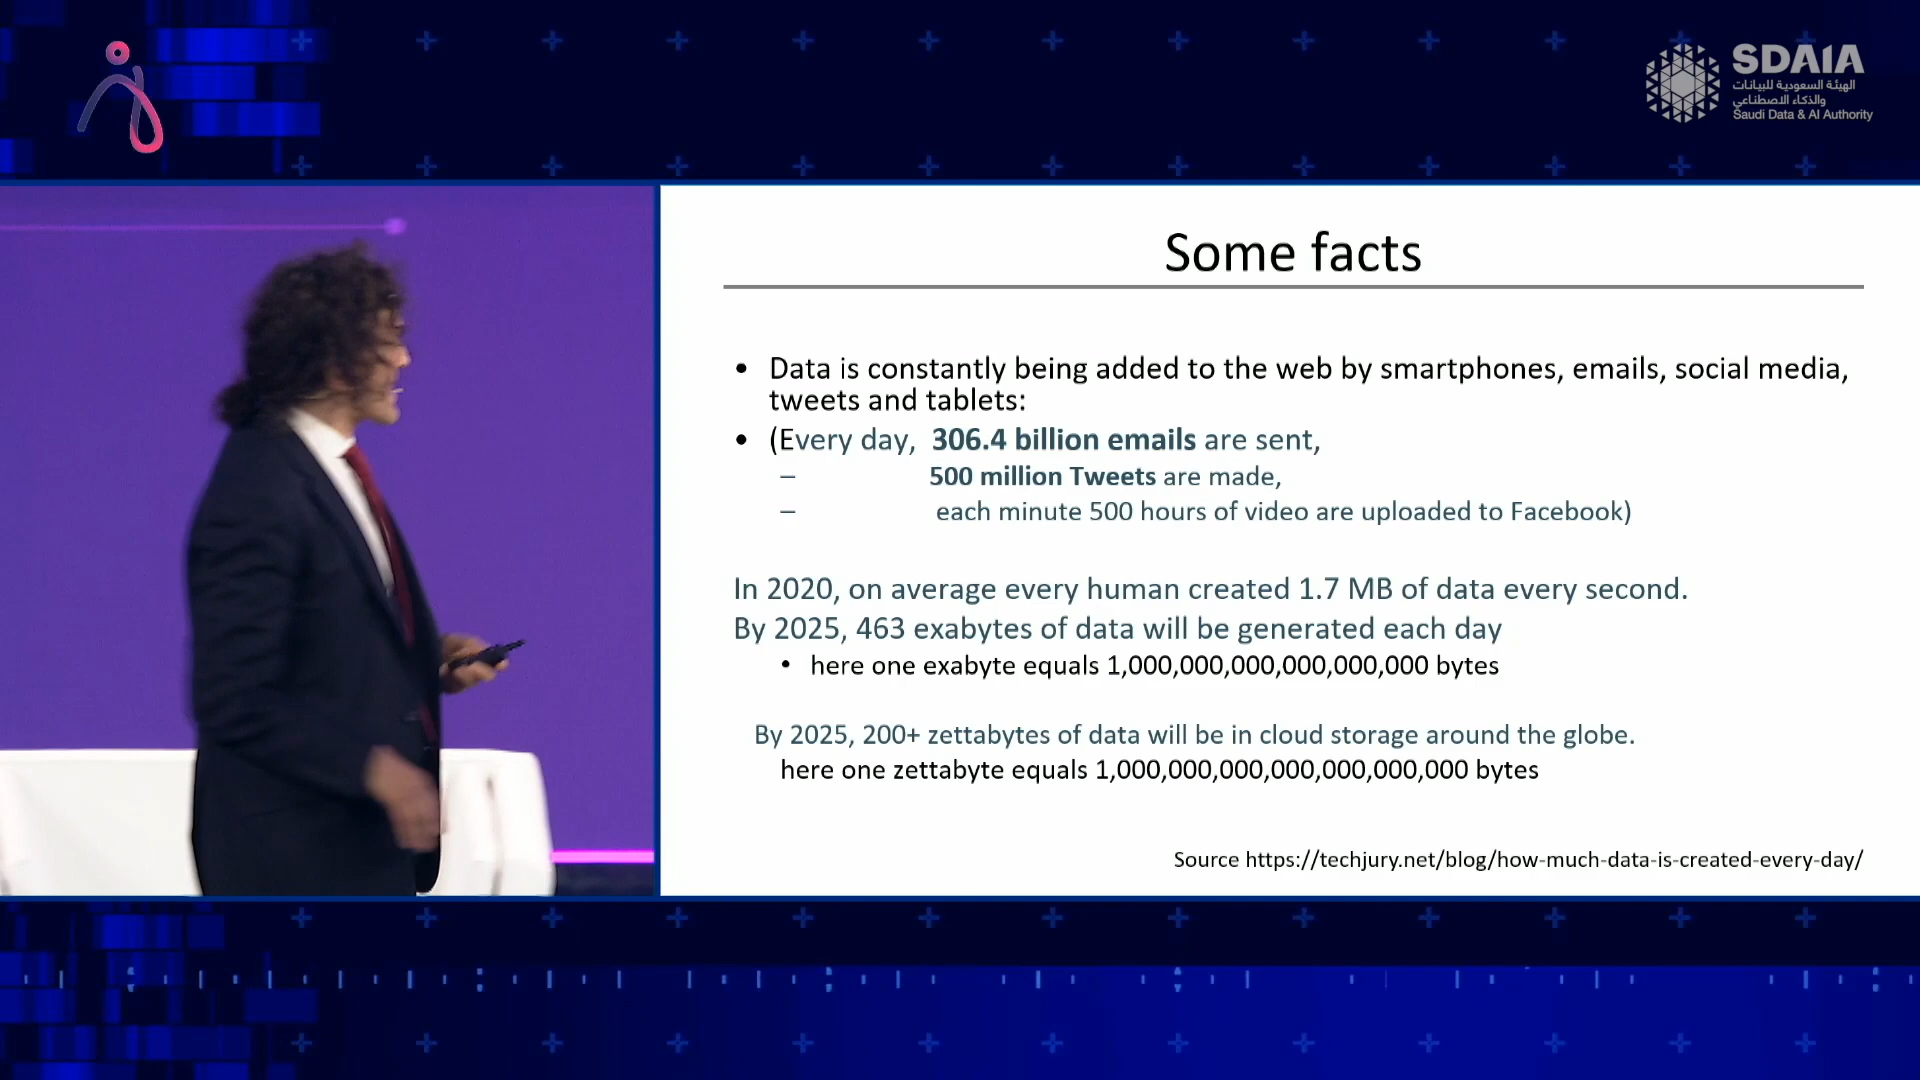 SDAIA
الهيئة السعودية للبيانات
والذكاء الاصطناعي
Saudi Data & AI Authority
Some facts
• Data is constantly being added to the web by smartphones, emails, social media,
tweets and tablets:
• (Every day, 306.4 billion emails are sent,
– 500 million Tweets are made,
– each minute 500 hours of video are uploaded to Facebook)
In 2020, on average every human created 1.7 MB of data every second.
By 2025, 463 exabytes of data will be generated each day
• here one exabyte equals 1,000,000,000,000,000,000 bytes
By 2025, 200+ zettabytes of data will be in cloud storage around the globe.
here one zettabyte equals 1,000,000,000,000,000,000,000 bytes
Source https://techjury.net/blog/how-much-data-is-created-every-day/